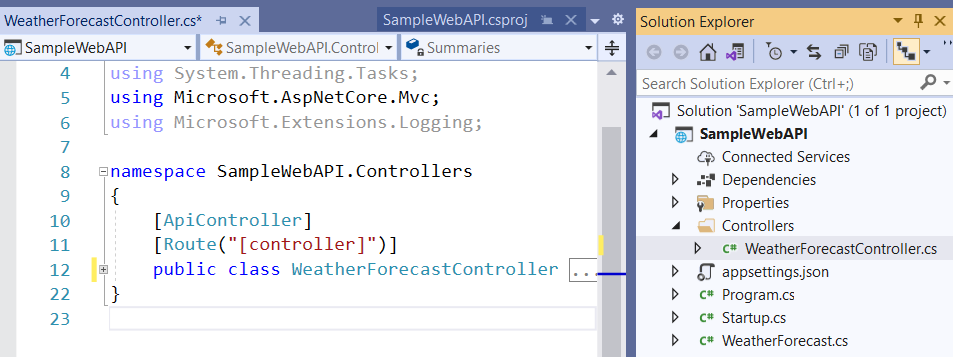 WeatherForecastController.cs*
SampleWebAPI.csproj
SampleWebAPI
SampleWebAPI.Control
Summaries
4 using System.Threading.Tasks;
5 using Microsoft.AspNetCore.Mvc;
6 using Microsoft.Extensions.Logging;
7
8 namespace SampleWebAPI.Controllers
9 {
10 [ApiController]
11 [Route("[controller]")]
12 public class WeatherForecastController ...
22 }
23
Solution Explorer
Search Solution Explorer (Ctrl+;)
Solution 'SampleWebAPI' (1 of 1 project)
SampleWebAPI
Connected Services
Dependencies
Properties
Controllers
C# WeatherForecastController.cs
appsettings.json
C# Program.cs
C# Startup.cs
C# WeatherForecast.cs